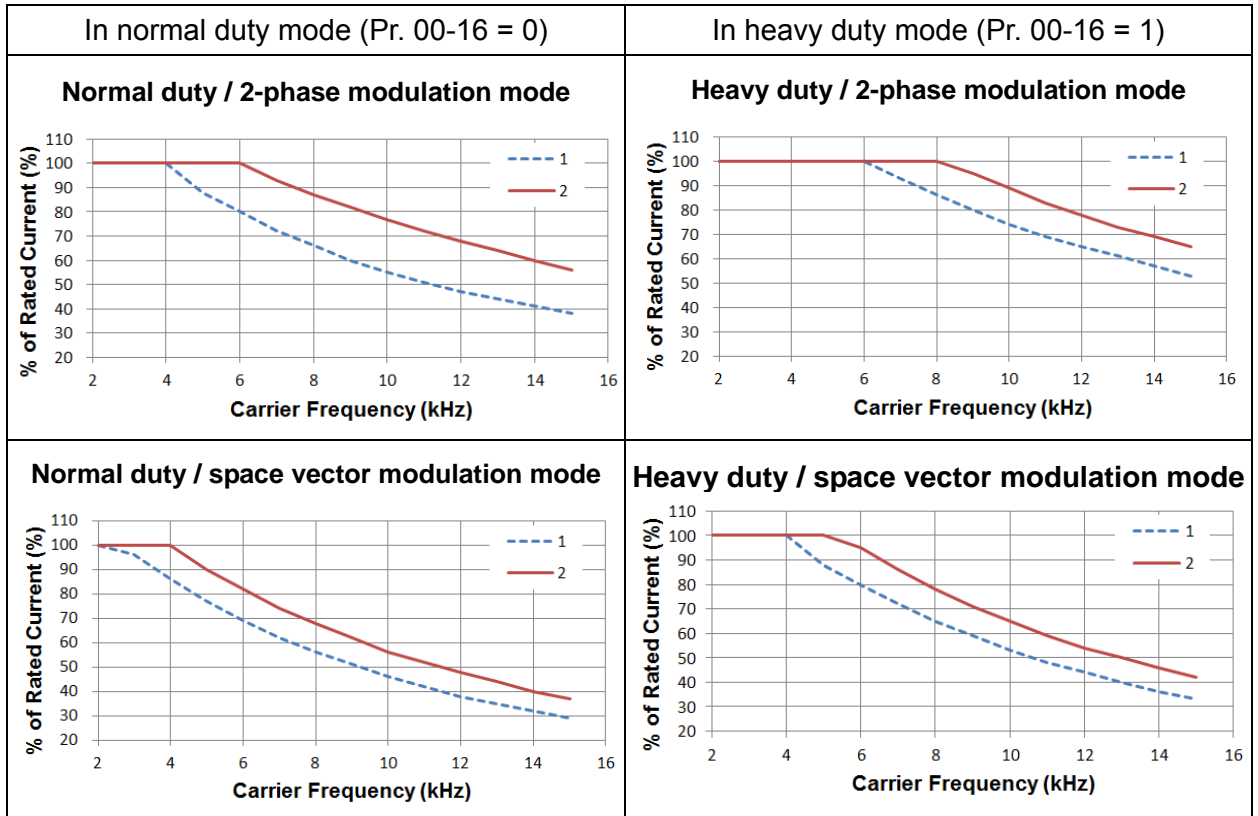 In normal duty mode (Pr. 00-16 = 0)
In heavy duty mode (Pr. 00-16 = 1)
Normal duty / 2-phase modulation mode
% of Rated Current (%)
110
100
90
80
70
60
50
40
30
20
2 4 6 8 10 12 14 16
Carrier Frequency (kHz)
1
2
Heavy duty / 2-phase modulation mode
% of Rated Current (%)
110
100
90
80
70
60
50
40
30
20
2 4 6 8 10 12 14 16
Carrier Frequency (kHz)
1
2
Normal duty / space vector modulation mode
% of Rated Current (%)
110
100
90
80
70
60
50
40
30
20
2 4 6 8 10 12 14 16
Carrier Frequency (kHz)
1
2
Heavy duty / space vector modulation mode
% of Rated Current (%)
110
100
90
80
70
60
50
40
30
20
2 4 6 8 10 12 14 16
Carrier Frequency (kHz)
1
2